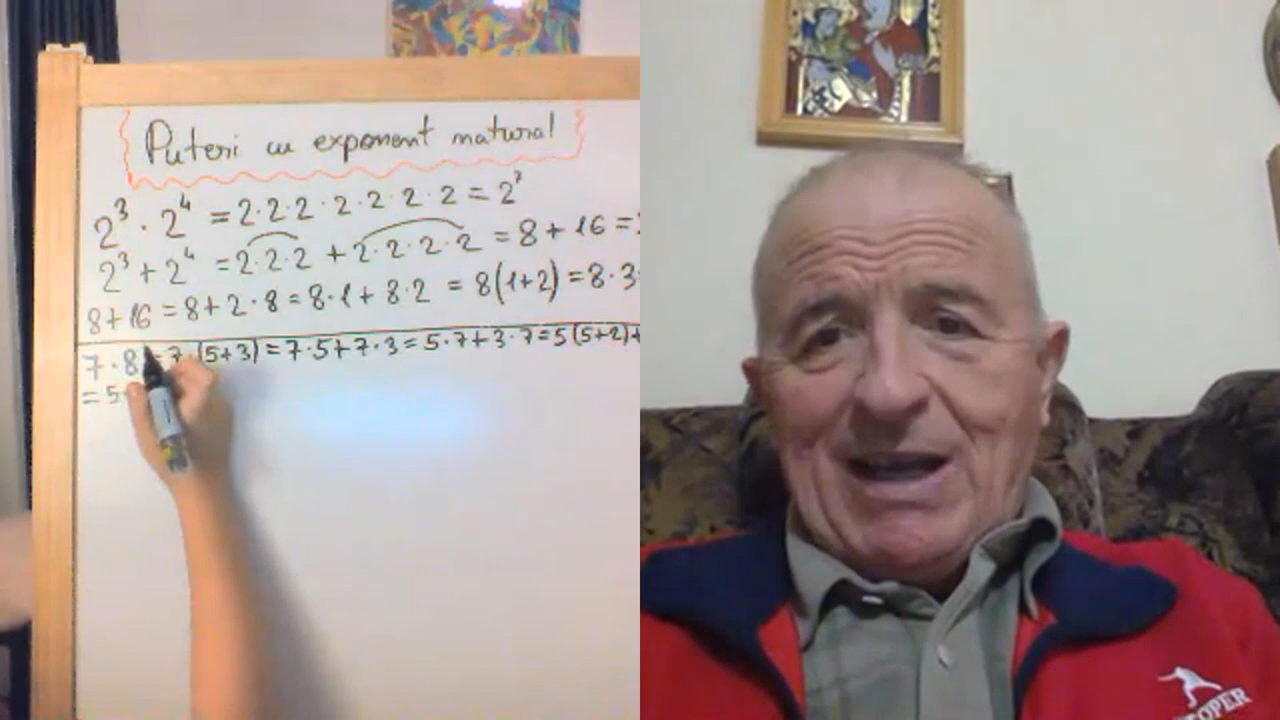 Puteri cu exponent natural
2³ · 2⁴ = 2·2·2 · 2·2·2·2 = 2⁷
2³ + 2⁴ = 2·2·2 + 2·2·2·2 = 8 + 16 =
8+16 = 8+2·8 = 8·1 + 8·2 = 8(1+2) = 8·3
7·8 = 7·(5+3) = 7·5+7·3 = 5·7+3·7 = 5(5+2)+
= 5